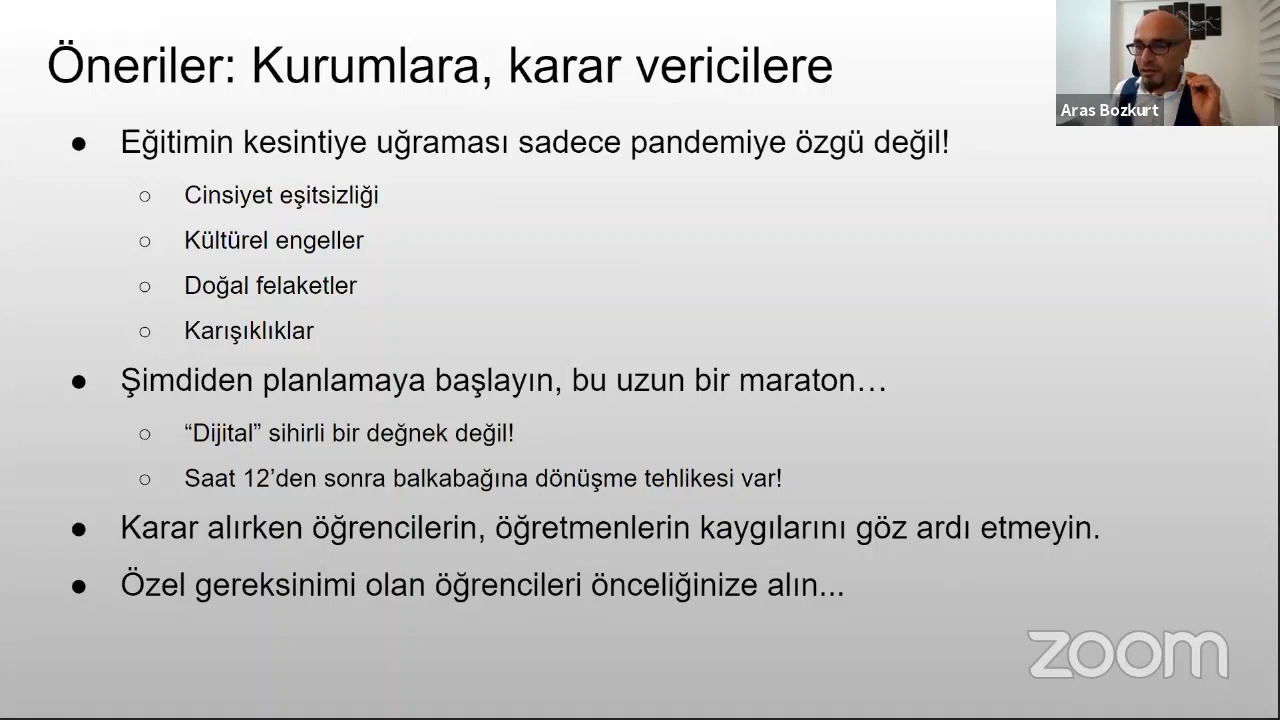 Öneriler: Kurumlara, karar vericilere
Aras Bozkurt
● Eğitimin kesintiye uğraması sadece pandemiye özgü değil!
○ Cinsiyet eşitsizliği
○ Kültürel engeller
○ Doğal felaketler
○ Karışıklıklar
● Şimdiden planlamaya başlayın, bu uzun bir maraton…
○ “Dijital” sihirli bir değnek değil!
○ Saat 12’den sonra balkabağına dönüşme tehlikesi var!
● Karar alırken öğrencilerin, öğretmenlerin kaygılarını göz ardı etmeyin.
● Özel gereksinimi olan öğrencileri önceliğinize alın...
zoom